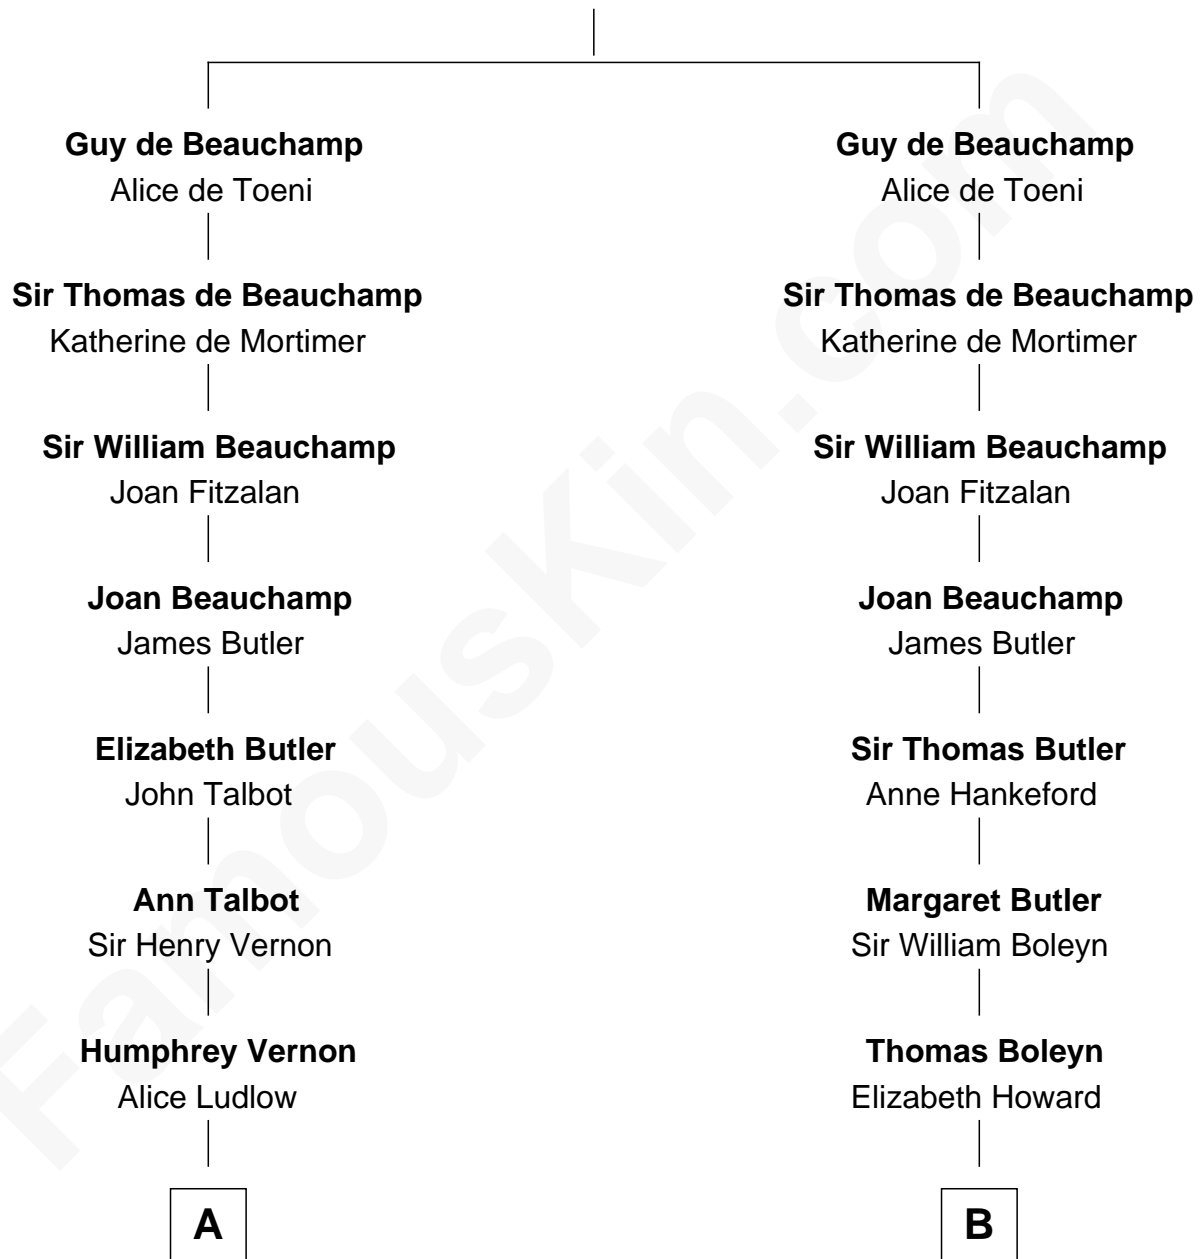 Guy de Beauchamp
Alice de Toeni
Sir Thomas de Beauchamp
Katherine de Mortimer
Sir William Beauchamp
Joan Fitzalan
Joan Beauchamp
James Butler
Elizabeth Butler
John Talbot
Ann Talbot
Sir Henry Vernon
Humphrey Vernon
Alice Ludlow
A
Guy de Beauchamp
Alice de Toeni
Sir Thomas de Beauchamp
Katherine de Mortimer
Sir William Beauchamp
Joan Fitzalan
Joan Beauchamp
James Butler
Sir Thomas Butler
Anne Hankeford
Margaret Butler
Sir William Boleyn
Thomas Boleyn
Elizabeth Howard
B
FamousKin.com